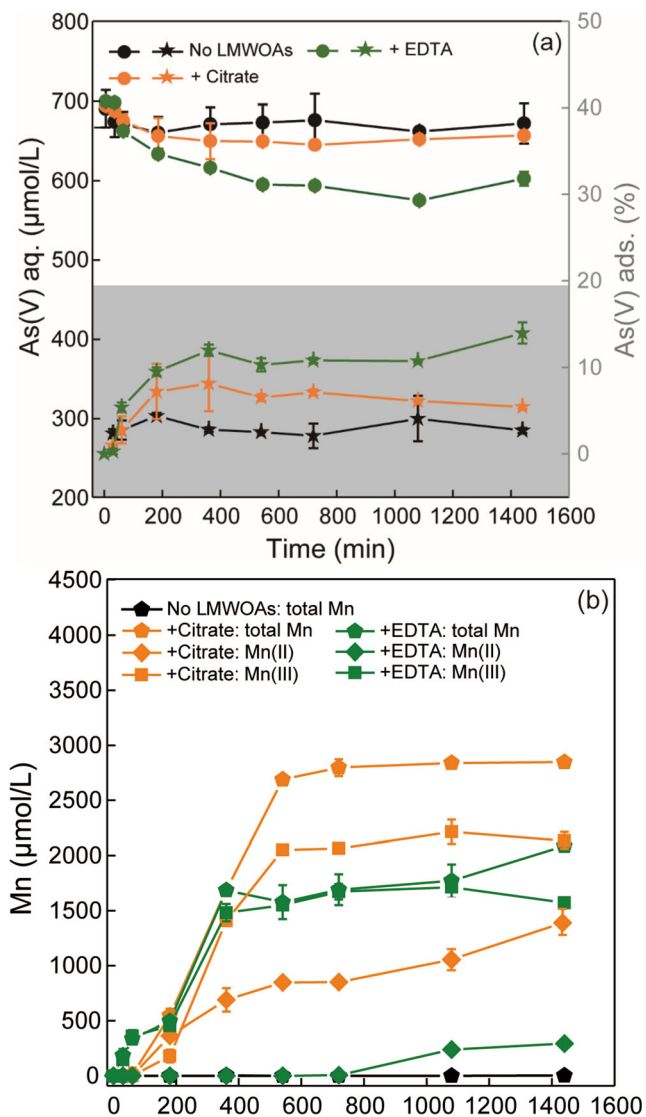 800
50
(a)
No LMWOAs
+ EDTA
+ Citrate
700
40
600
30
500
20
400
10
300
0
200
As(V) aq. (μmol/L)
As(V) ads. (%)
0 200 400 600 800 1000 1200 1400 1600
Time (min)
4500
(b)
No LMWOAs: total Mn
+Citrate: total Mn
+EDTA: total Mn
+Citrate: Mn(II)
+EDTA: Mn(II)
+Citrate: Mn(III)
+EDTA: Mn(III)
4000
3500
3000
2500
2000
1500
1000
500
0
Mn (μmol/L)
0 200 400 600 800 1000 1200 1400 1600